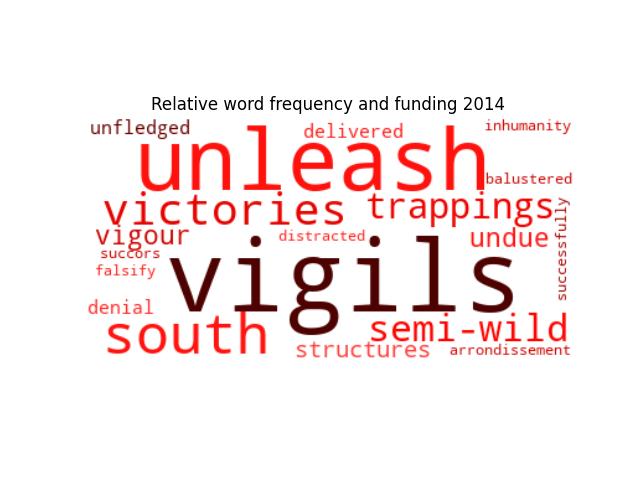 Relative word frequency and funding 2014
unfledged
delivered
inhumanity
unleash
balustered
victories
trappings
successfully
vigour
distracted
undue
succors
falsify
vigils
denial
south
semi-wild
structures
arrondissement